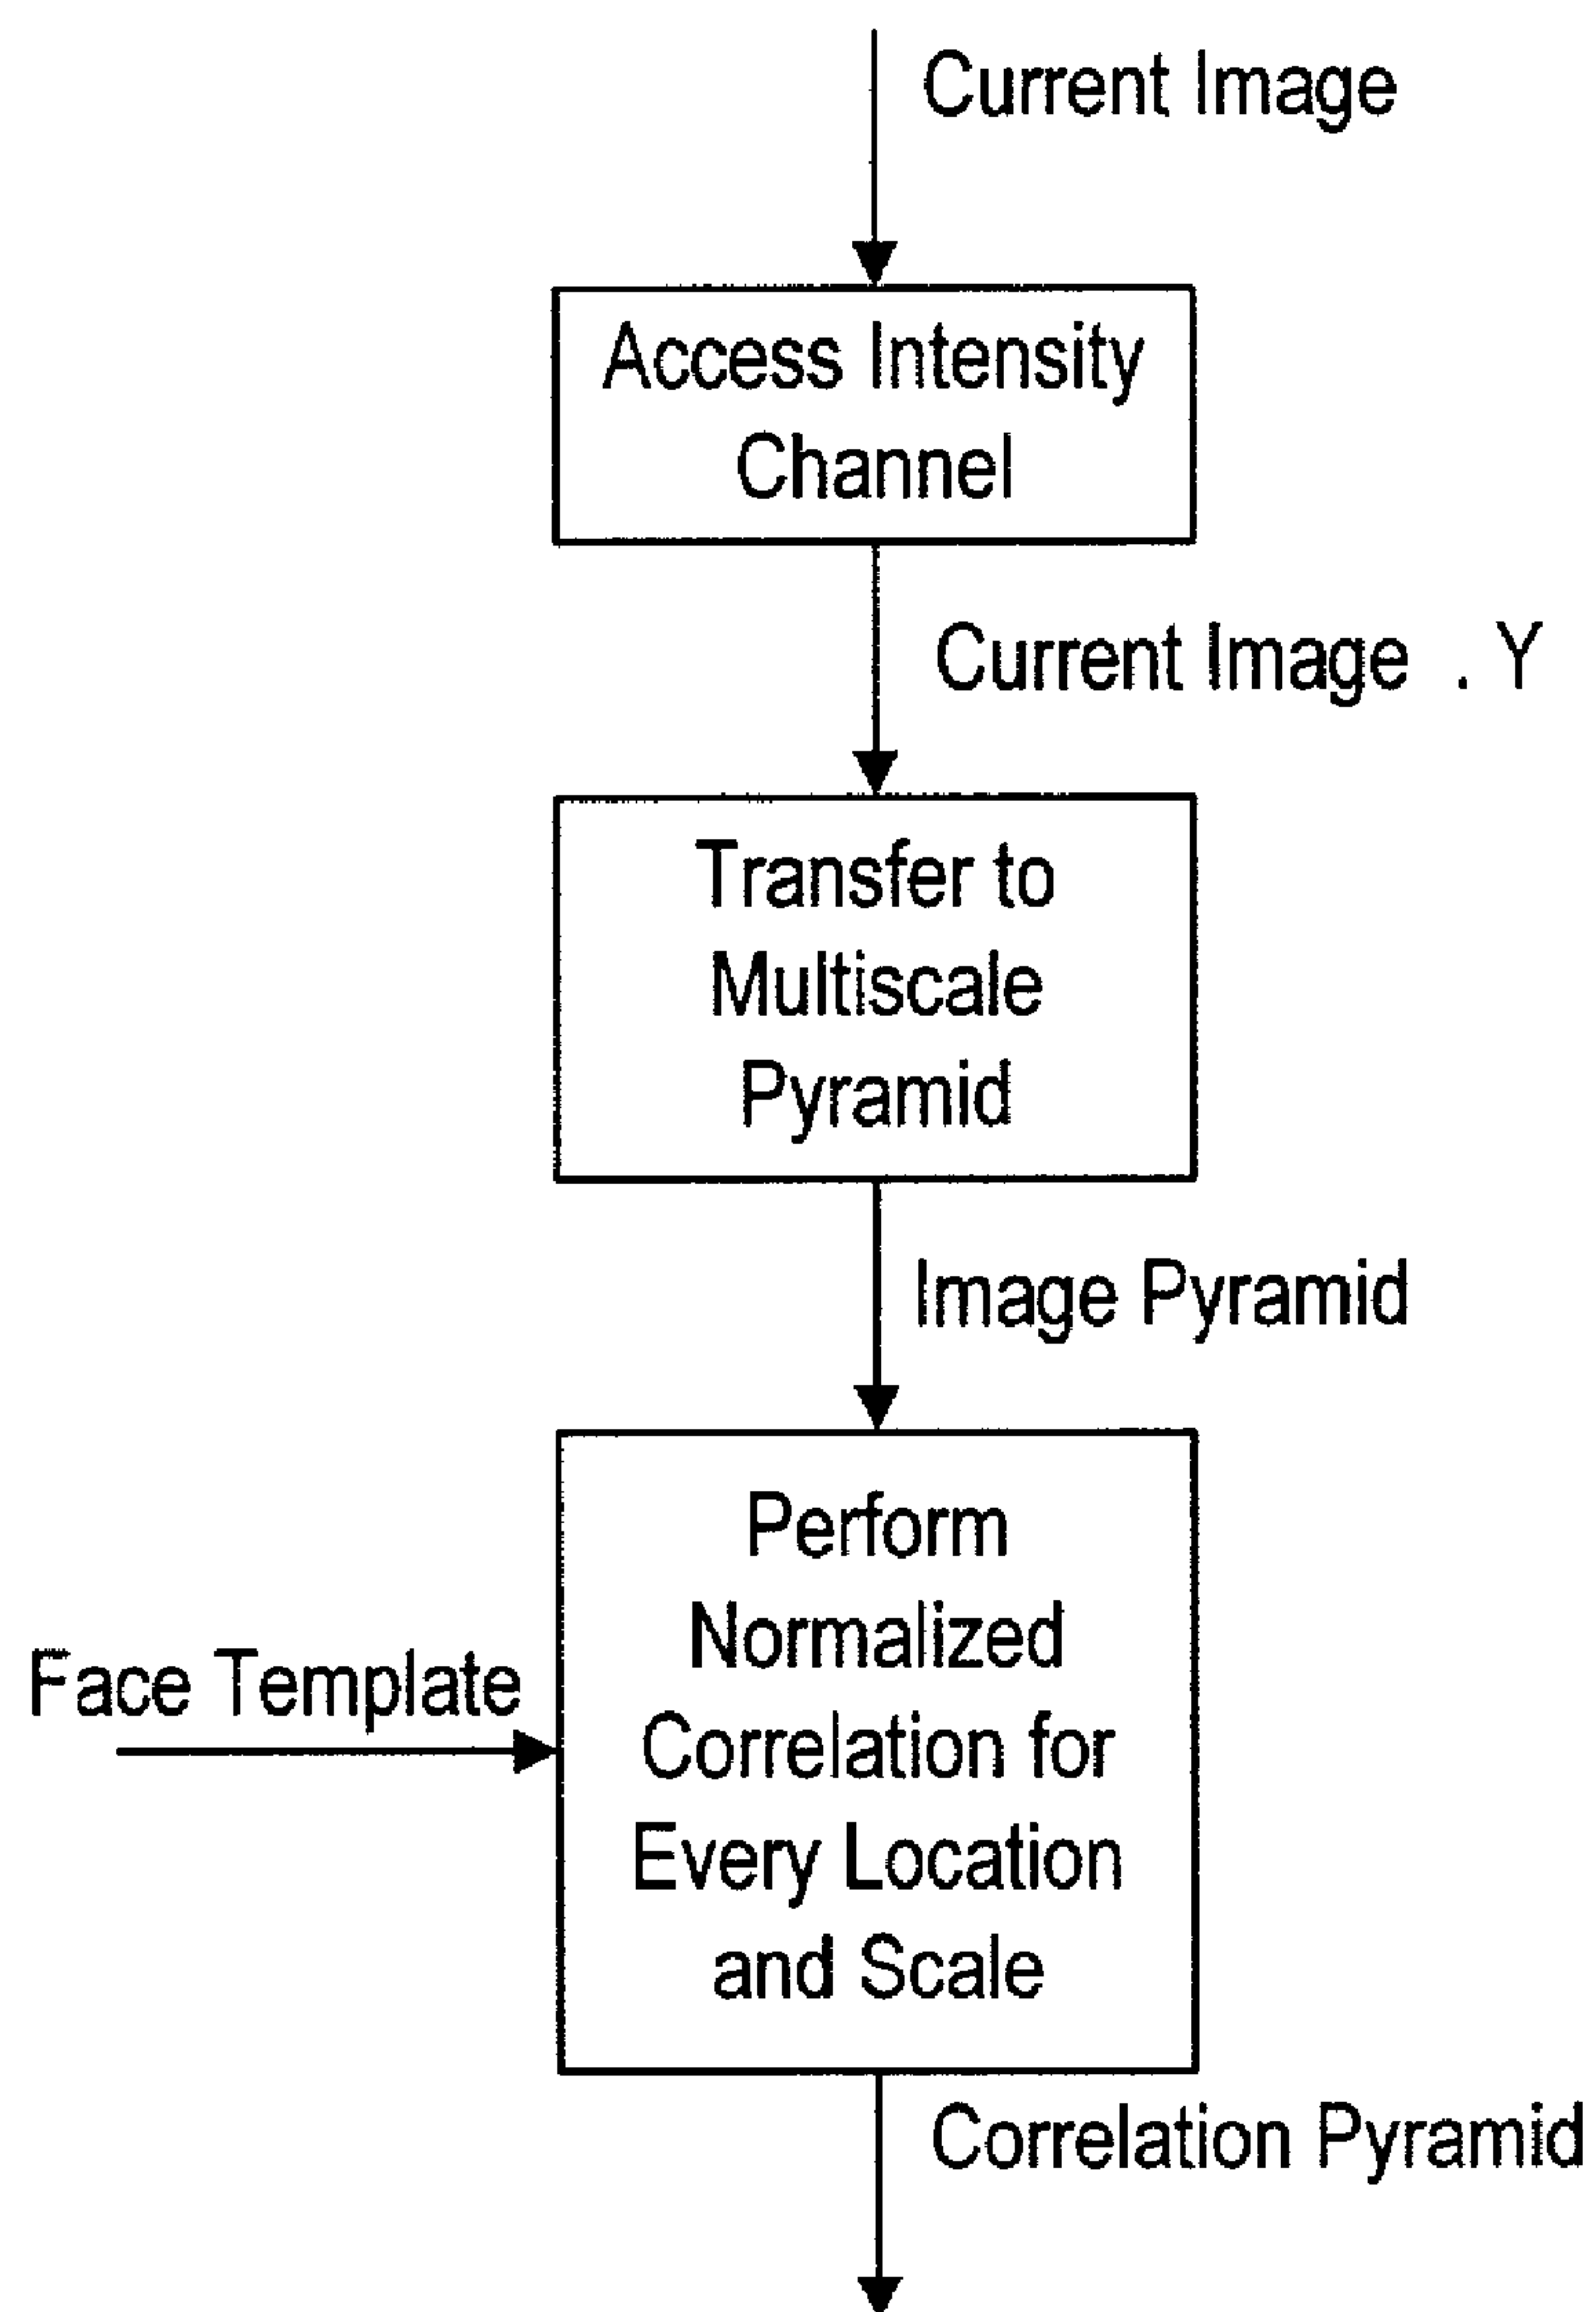 Current Image
Access Intensity
Channel
Current Image . Y
Transfer to
Multiscale
Pyramid
Image Pyramid
Perform
Normalized
Correlation for
Every Location
and Scale
Face Template
Correlation Pyramid